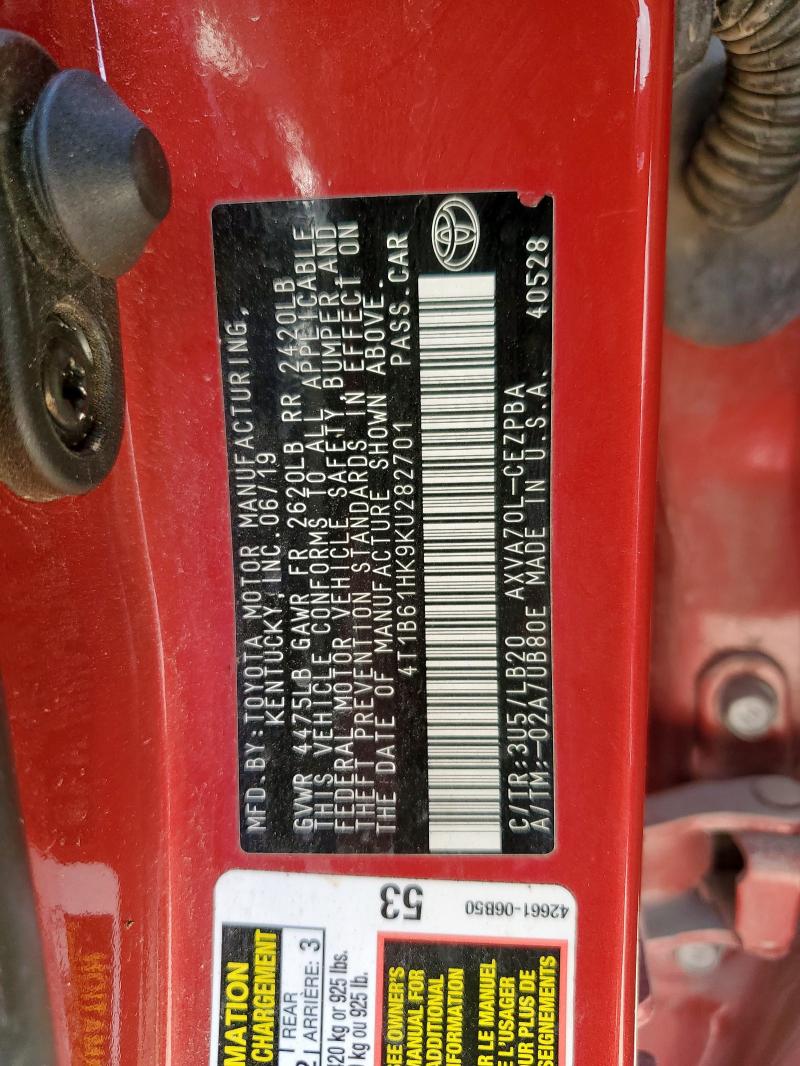 MFD. BY: TOYOTA MOTOR MANUFACTURING,
KENTUCKY, INC. 06/19
GVWR 4475LB GAWR FR 2620LB RR 2420LB
THIS VEHICLE CONFORMS TO ALL APPLICABLE
FEDERAL MOTOR VEHICLE SAFETY, BUMPER AND
THEFT PREVENTION STANDARDS IN EFFECT ON
THE DATE OF MANUFACTURE SHOWN ABOVE.
4T1B61HK9KU282701 PASS.CAR
C/TR:3U5/LB20 AXVA70L-CEZPBA
A/TM:-02A/UB80E MADE IN U.S.A. 40528
53
42661-06B50
MATION
CHARGEMENT
REAR
ARRIÈRE: 3
420 kg or 925 lbs.
kg ou 925 lb.
SEE OWNER'S
MANUAL FOR
ADDITIONAL
INFORMATION
LE MANUEL
L'USAGER
POUR PLUS DE
SEIGNEMENTS